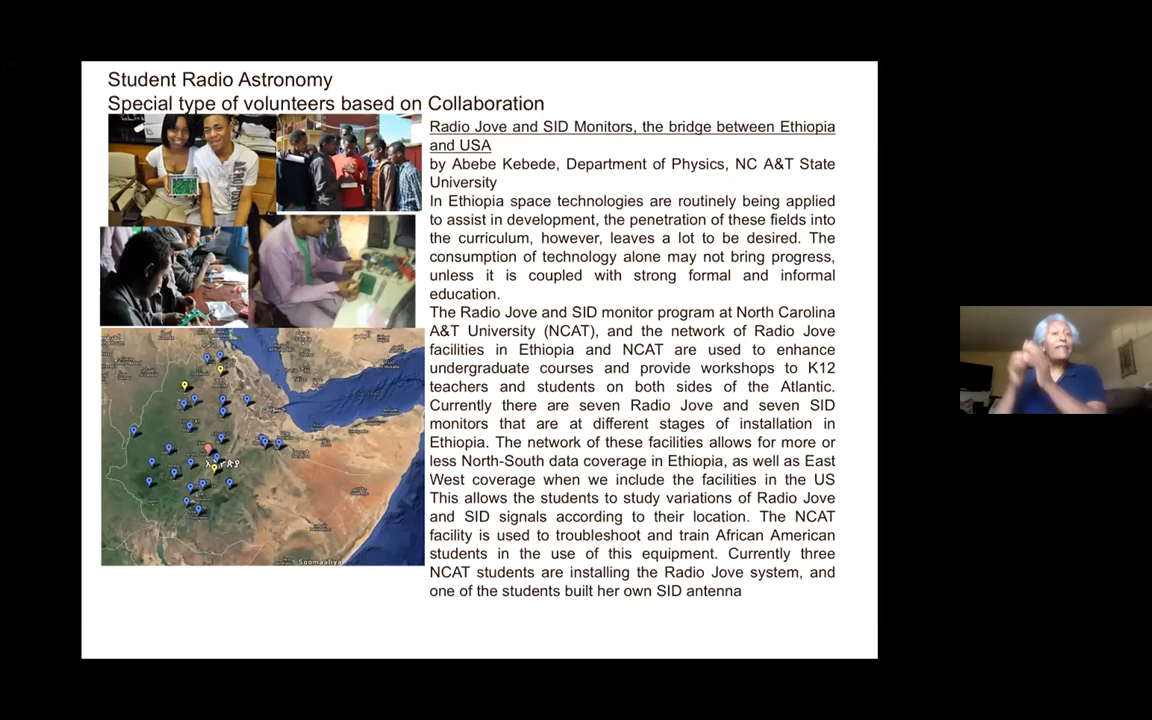 Student Radio Astronomy
Special type of volunteers based on Collaboration
Radio Jove and SID Monitors, the bridge between Ethiopia
and USA
by Abebe Kebede, Department of Physics, NC A&T State
University
In Ethiopia space technologies are routinely being applied
to assist in development, the penetration of these fields into
the curriculum, however, leaves a lot to be desired. The
consumption of technology alone may not bring progress,
unless it is coupled with strong formal and informal
education.
The Radio Jove and SID monitor program at North Carolina
A&T University (NCAT), and the network of Radio Jove
facilities in Ethiopia and NCAT are used to enhance
undergraduate courses and provide workshops to K12
teachers and students on both sides of the Atlantic.
Currently there are seven Radio Jove and seven SID
monitors that are at different stages of installation in
Ethiopia. The network of these facilities allows for more or
less North-South data coverage in Ethiopia, as well as East
West coverage when we include the facilities in the US
This allows the students to study variations of Radio Jove
and SID signals according to their location. The NCAT
facility is used to troubleshoot and train African American
students in the use of this equipment. Currently three
NCAT students are installing the Radio Jove system, and
one of the students built her own SID antenna
ኢትዮጵያ
Soomaaliya